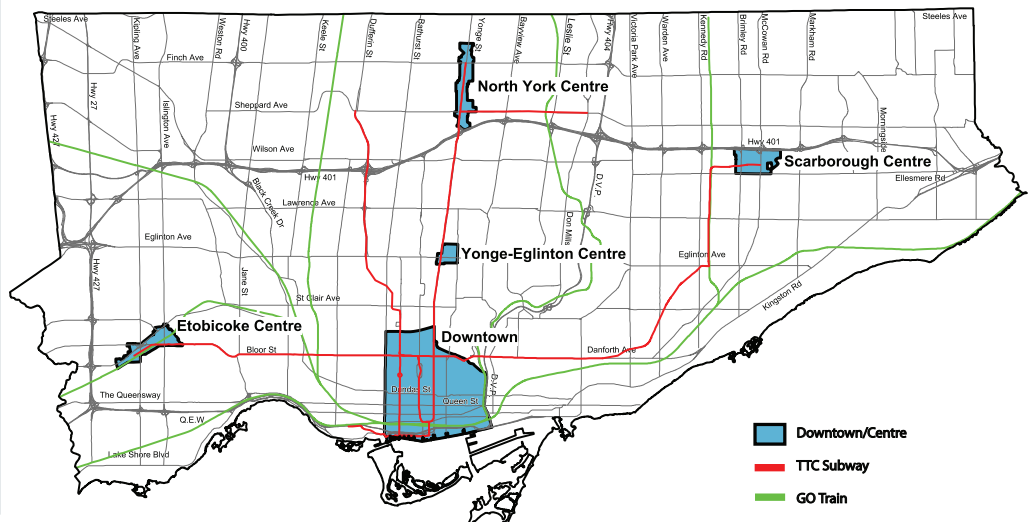 Steeles Ave
Kipling Ave
Weston Rd
Hwy 400
Keele St
Dufferin St
Bathurst St
Yonge St
Bayview Ave
Leslie St
Hwy 404
Victoria Park Ave
Warden Ave
Kennedy Rd
Brimley Rd
McCowan Rd
Markham Rd
Steeles Ave
Finch Ave
North York Centre
Hwy 27
Islington Ave
Sheppard Ave
Morningside
Hwy 427
Wilson Ave
Hwy 401
Hwy 401
Scarborough Centre
Ellesmere Rd
Black Creek Dr
D.V.P.
Lawrence Ave
Don Mills
Eglinton Ave
Yonge-Eglinton Centre
Eglinton Ave
Hwy 427
Jane St
St Clair Ave
Kingston Rd
Etobicoke Centre
Downtown
Bloor St
Danforth Ave
D.V.P.
Dundas St
The Queensway
Queen St
Q.E.W
Lake Shore Blvd
Downtown/Centre
TTC Subway
GO Train